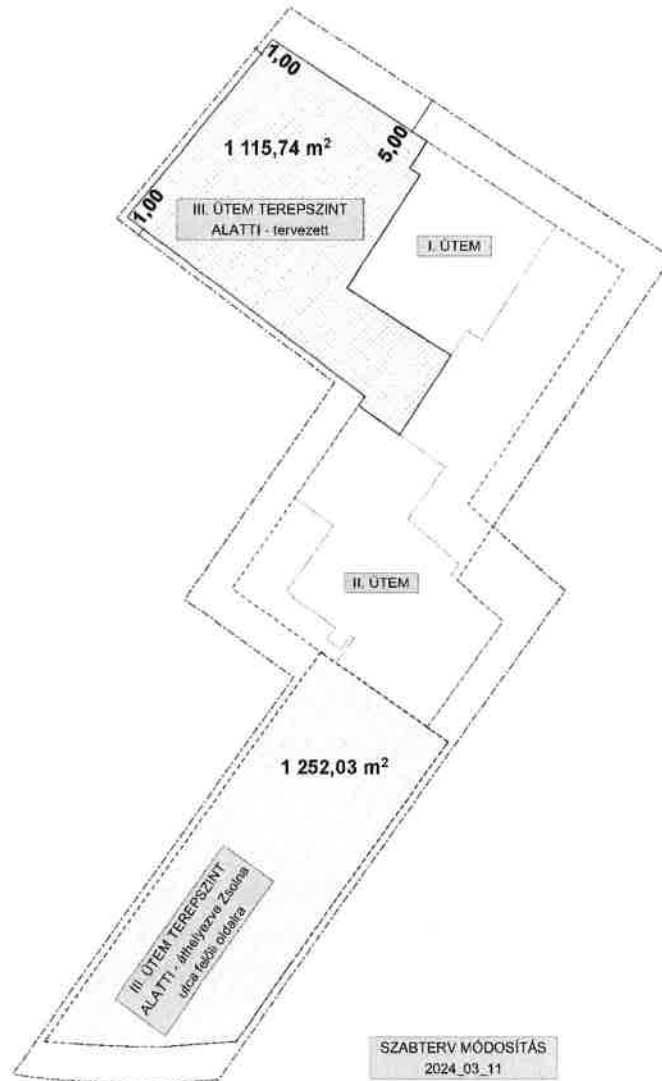 1,00
1 115,74 m²
5,00
1,00
III. ÜTEM TEREPSZINT
ALATTI - tervezett
I. ÜTEM
II. ÜTEM
1 252,03 m²
III. ÜTEM TEREPSZINT
ALATTI - áthelyezve Zsolna
utca felőli oldalra
SZABTERV MÓDOSÍTÁS
2024_03_11